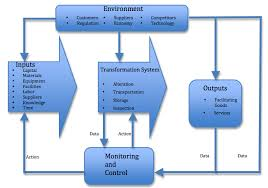 Environment
• Customers • Suppliers • Competitors
• Regulation • Economy • Technology
Inputs
• Capital
• Materials
• Equipment
• Facilities
• Labor
• Suppliers
• Knowledge
• Time
Transformation System
• Alteration
• Transportation
• Storage
• Inspection
Outputs
• Facilitating
Goods
• Services
Action
Data
Action
Data
Data
Monitoring
and
Control